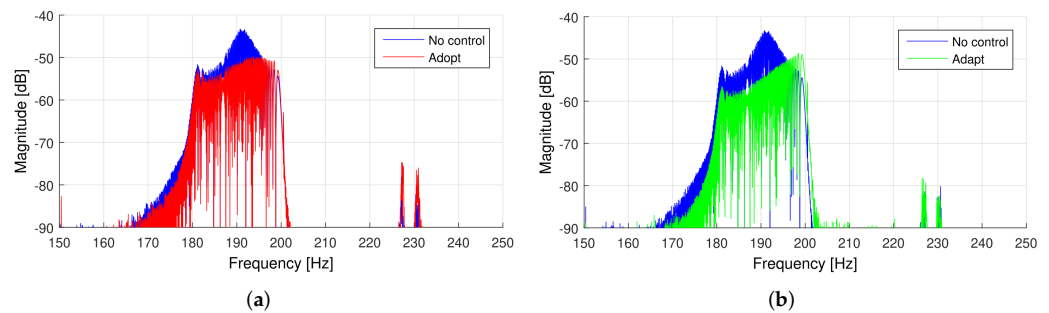 -40
-50
-60
-70
-80
-90
Magnitude [dB]
No control
Adopt
150 160 170 180 190 200 210 220 230 240 250
Frequency [Hz]
(a)
-40
-50
-60
-70
-80
-90
Magnitude [dB]
No control
Adapt
150 160 170 180 190 200 210 220 230 240 250
Frequency [Hz]
(b)